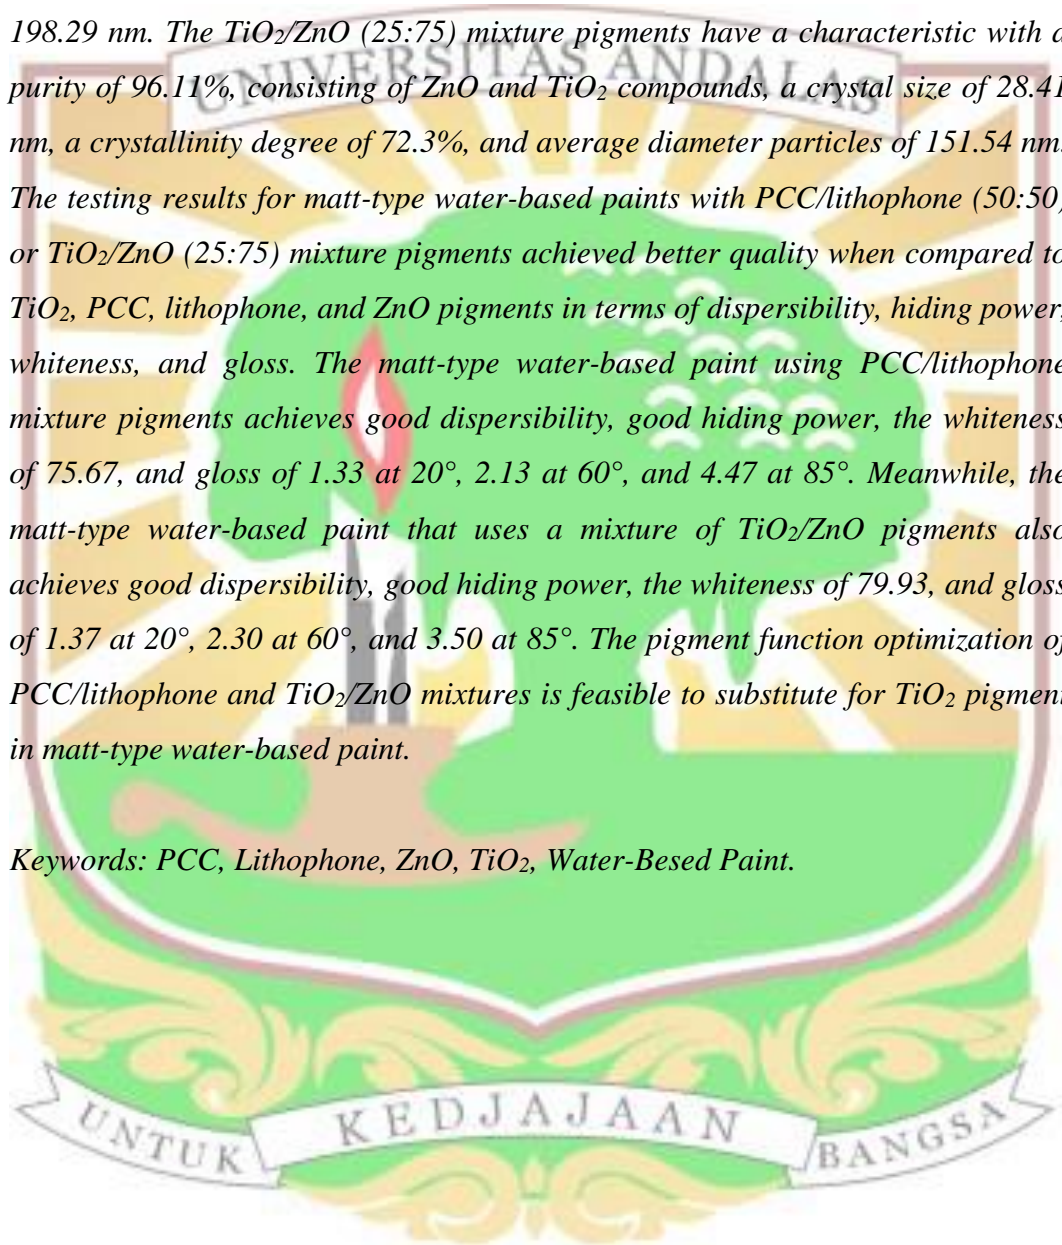 198.29 nm. The TiO₂/ZnO (25:75) mixture pigments have a characteristic with a
UNIVERSITAS ANDALAS
purity of 96.11%, consisting of ZnO and TiO₂ compounds, a crystal size of 28.41
nm, a crystallinity degree of 72.3%, and average diameter particles of 151.54 nm.
The testing results for matt-type water-based paints with PCC/lithophone (50:50)
or TiO₂/ZnO (25:75) mixture pigments achieved better quality when compared to
TiO₂, PCC, lithophone, and ZnO pigments in terms of dispersibility, hiding power,
whiteness, and gloss. The matt-type water-based paint using PCC/lithophone
mixture pigments achieves good dispersibility, good hiding power, the whiteness
of 75.67, and gloss of 1.33 at 20°, 2.13 at 60°, and 4.47 at 85°. Meanwhile, the
matt-type water-based paint that uses a mixture of TiO₂/ZnO pigments also
achieves good dispersibility, good hiding power, the whiteness of 79.93, and gloss
of 1.37 at 20°, 2.30 at 60°, and 3.50 at 85°. The pigment function optimization of
PCC/lithophone and TiO₂/ZnO mixtures is feasible to substitute for TiO₂ pigment
in matt-type water-based paint.
Keywords: PCC, Lithophone, ZnO, TiO₂, Water-Besed Paint.
UNTUK KEDJAJAAN BANGSA